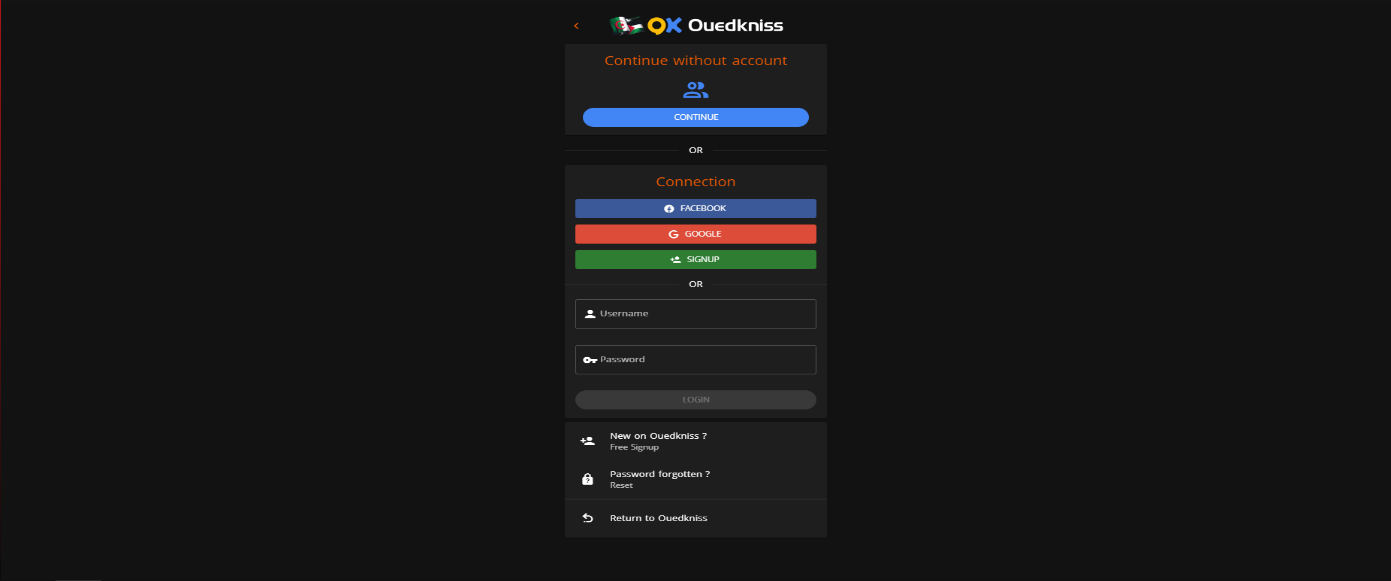 Ouedkniss
Continue without account
CONTINUE
OR
Connection
FACEBOOK
GOOGLE
SIGNUP
OR
Username
Password
LOGIN
New on Ouedkniss ?
Free Signup
Password forgotten ?
Reset
Return to Ouedkniss